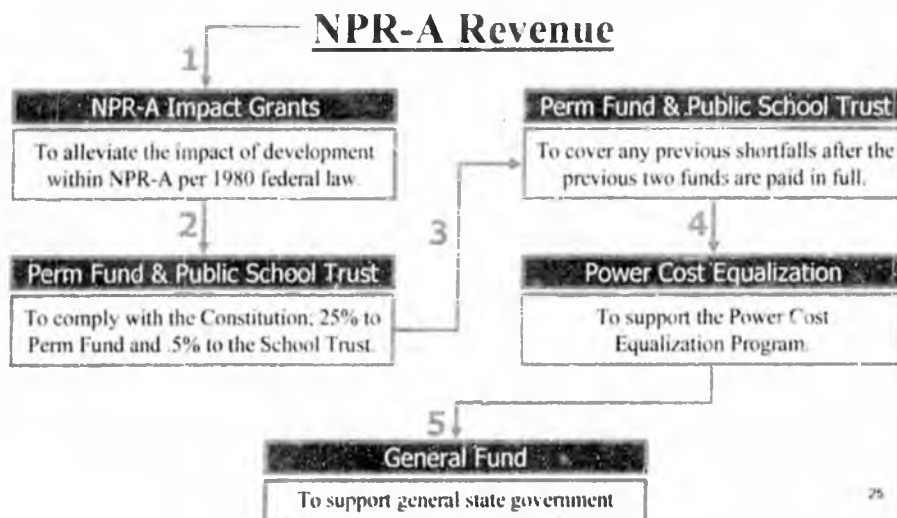 NPR-A Revenue
1
NPR-A Impact Grants
To alleviate the impact of development
within NPR-A per 1980 federal law.
2
Perm Fund & Public School Trust
To comply with the Constitution; 25% to
Perm Fund and .5% to the School Trust.
3
Perm Fund & Public School Trust
To cover any previous shortfalls after the
previous two funds are paid in full.
4
Power Cost Equalization
To support the Power Cost
Equalization Program.
5
General Fund
To support general state government
25